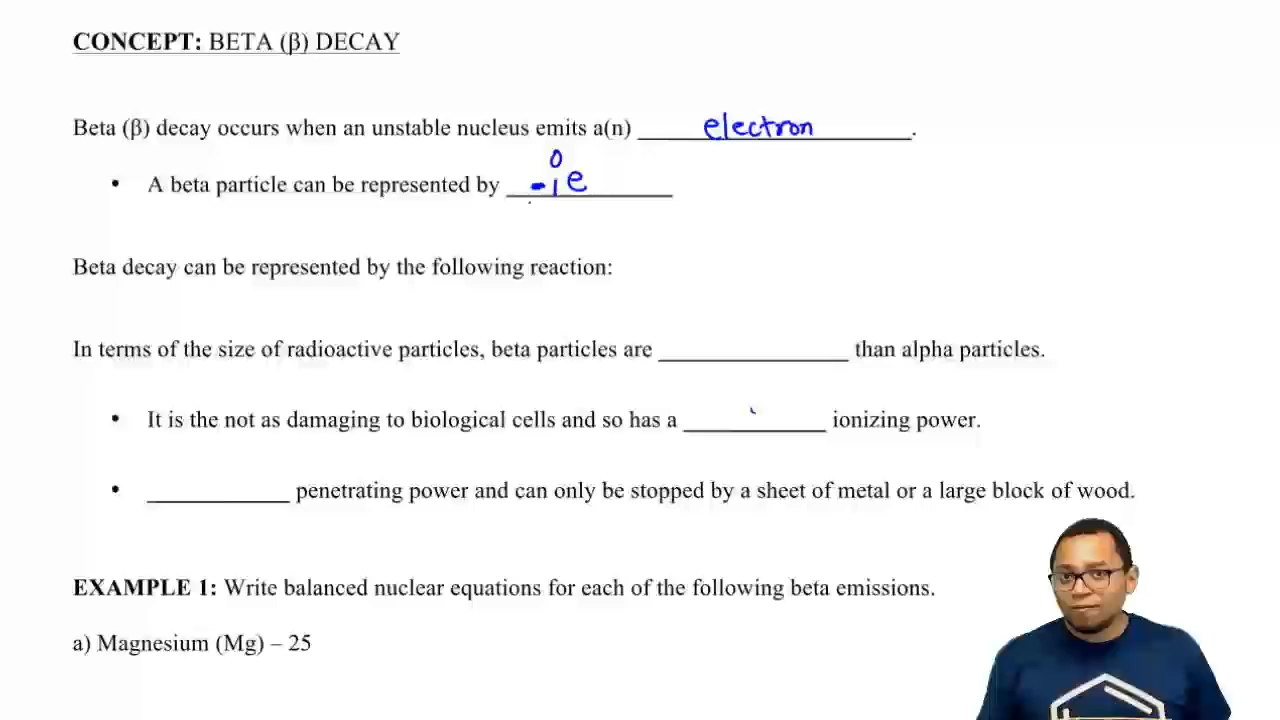 CONCEPT: BETA (β) DECAY
Beta (β) decay occurs when an unstable nucleus emits a(n) electron.
• A beta particle can be represented by ⁰₋₁e
Beta decay can be represented by the following reaction:
In terms of the size of radioactive particles, beta particles are ____________ than alpha particles.
• It is the not as damaging to biological cells and so has a ____________ ionizing power.
• ____________ penetrating power and can only be stopped by a sheet of metal or a large block of wood.
EXAMPLE 1: Write balanced nuclear equations for each of the following beta emissions.
a) Magnesium (Mg) – 25